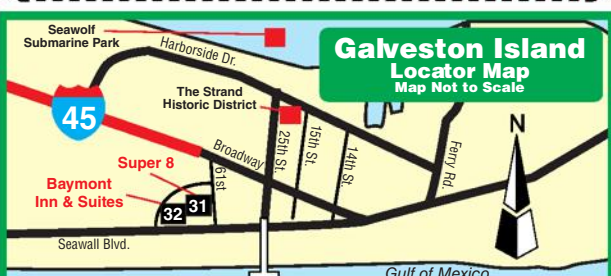 Seawolf
Submarine Park
Harborside Dr.
Galveston Island
Locator Map
Map Not to Scale
The Strand
Historic District
45
N
25th St.
15th St.
14th St.
Ferry Rd.
Broadway
Super 8
61st
Baymont
Inn & Suites
31
32
Seawall Blvd.
Gulf of Mexico